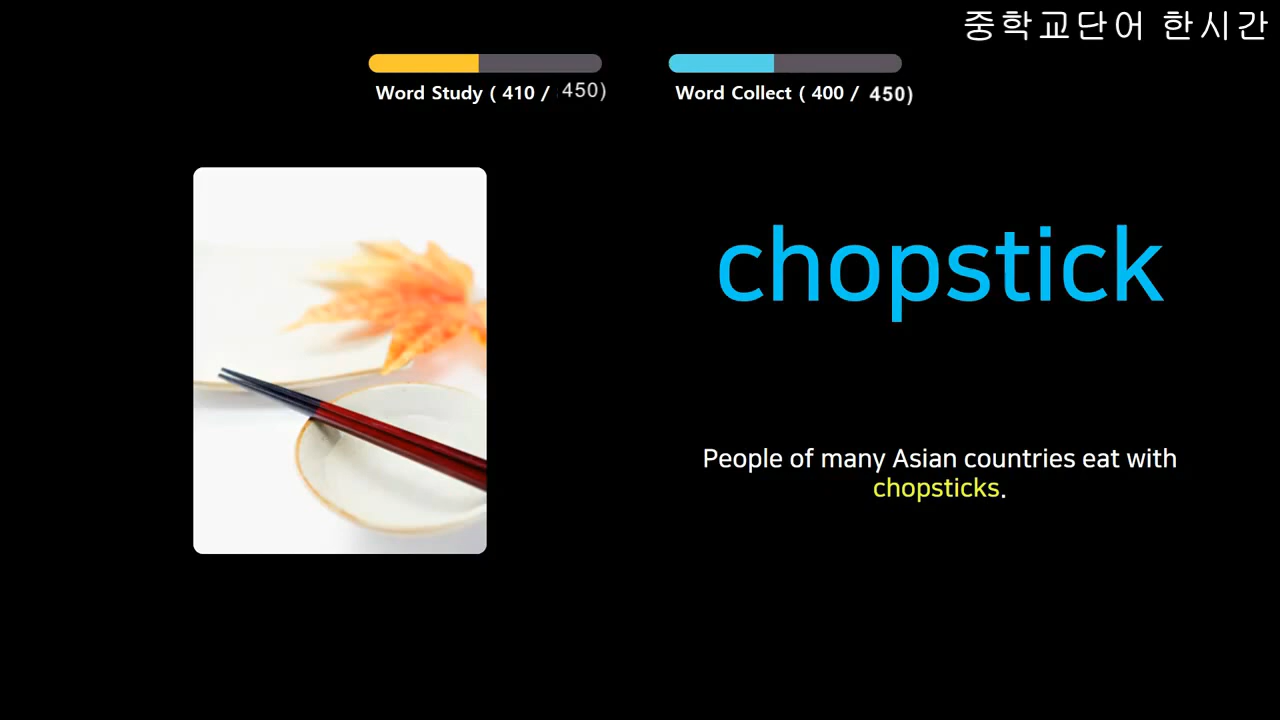 중학교단어 한시간
Word Study ( 410 / 450)
Word Collect ( 400 / 450)
chopstick
People of many Asian countries eat with
chopsticks.